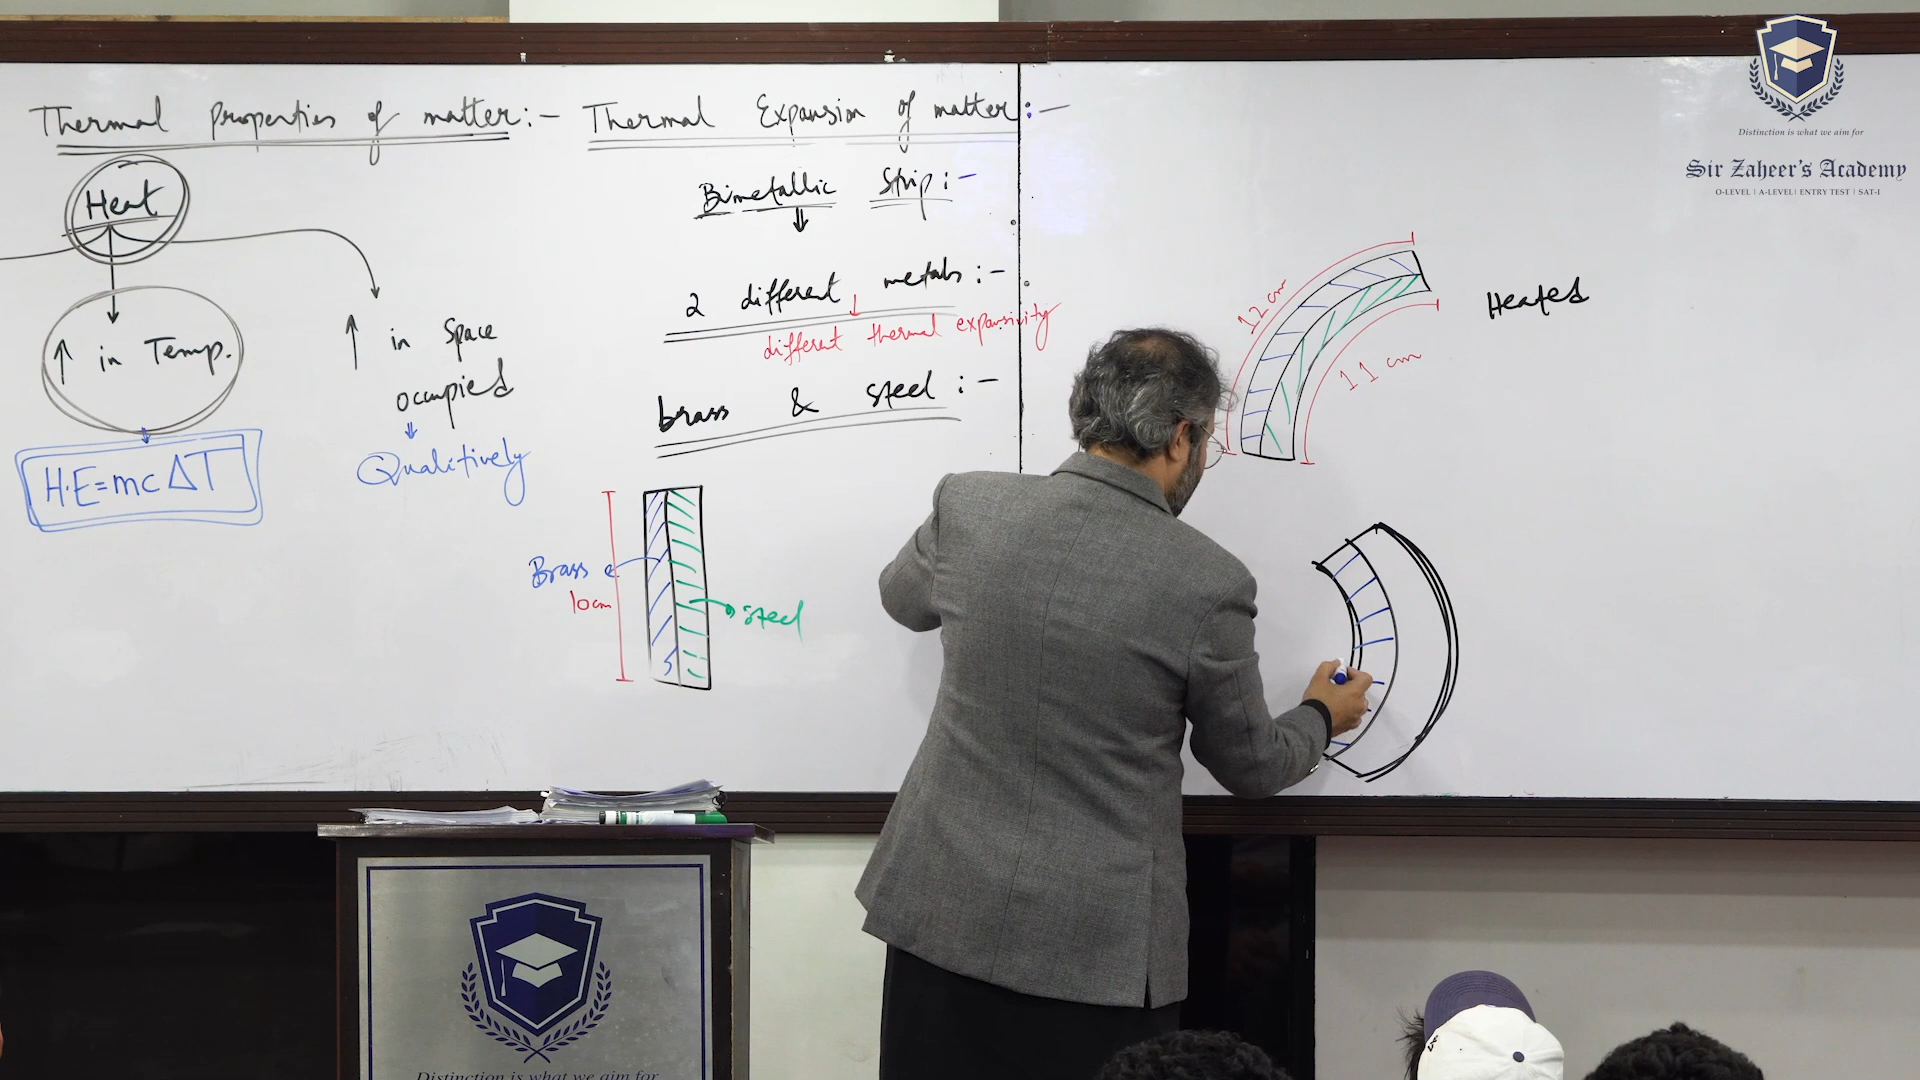 Thermal Properties of matter:-
Heat
↑ in Temp.
H.E=mcΔT
↑ in Space
occupied
Qualitively
Thermal Expansion of matter:-
Bimetallic Strip:-
2 different metals:-
different thermal expansivity
brass & steel:-
Brass
10cm
steel
12 cm
11 cm
Heated
Distinction is what we aim for
Sir Zaheer's Academy
O-LEVEL | A-LEVEL | ENTRY TEST | SAT-I
Distinction is what we aim for